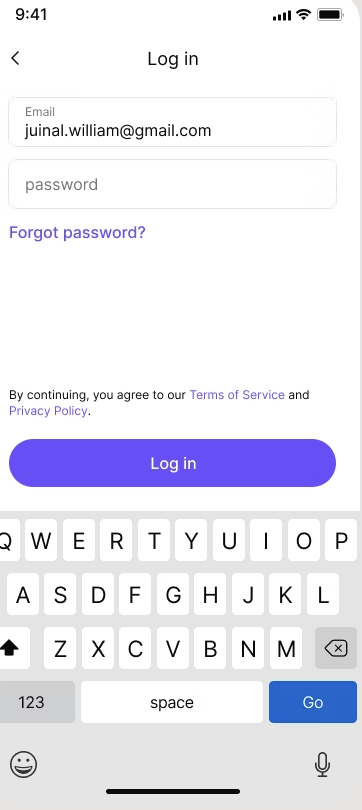 9:41
Log in
Email
juinal.william@gmail.com
password
Forgot password?
By continuing, you agree to our Terms of Service and
Privacy Policy.
Log in
Q W E R T Y U I O P
A S D F G H J K L
Z X C V B N M
123 space Go